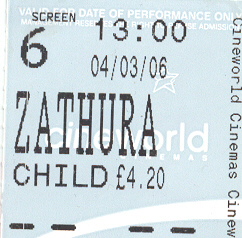 VALID FOR DATE OF PERFORMANCE ONLY
SCREEN
6
13:00
04/03/06
ZATHURA
cineworld
CINEMAS
CHILD £4.20
Cineworld Cinemas Cinew